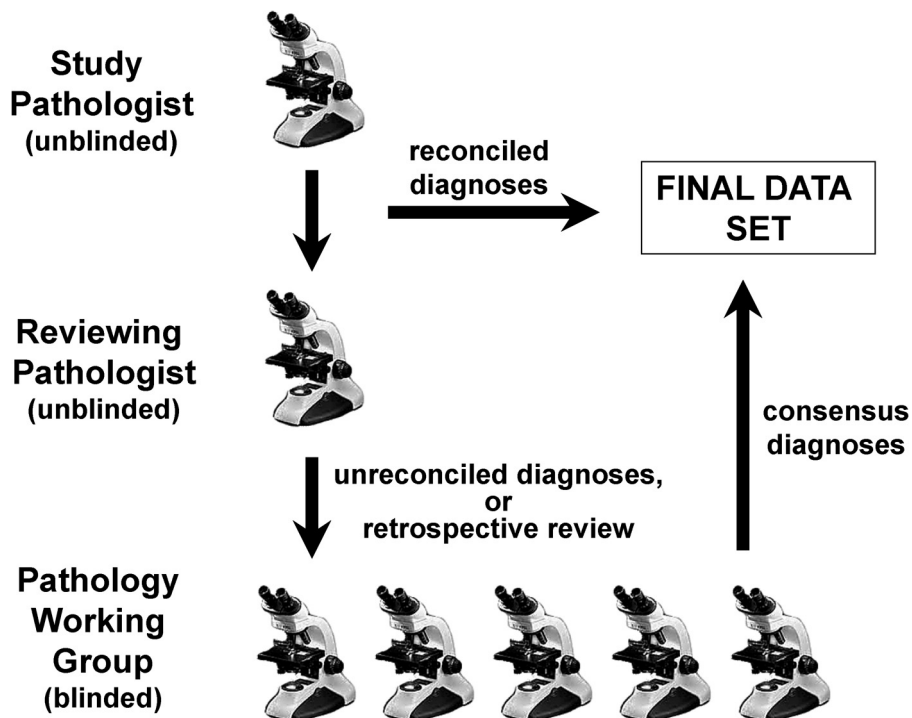 Study
Pathologist
(unblinded)
reconciled
diagnoses
FINAL DATA
SET
Reviewing
Pathologist
(unblinded)
unreconciled diagnoses,
or
retrospective review
consensus
diagnoses
Pathology
Working
Group
(blinded)